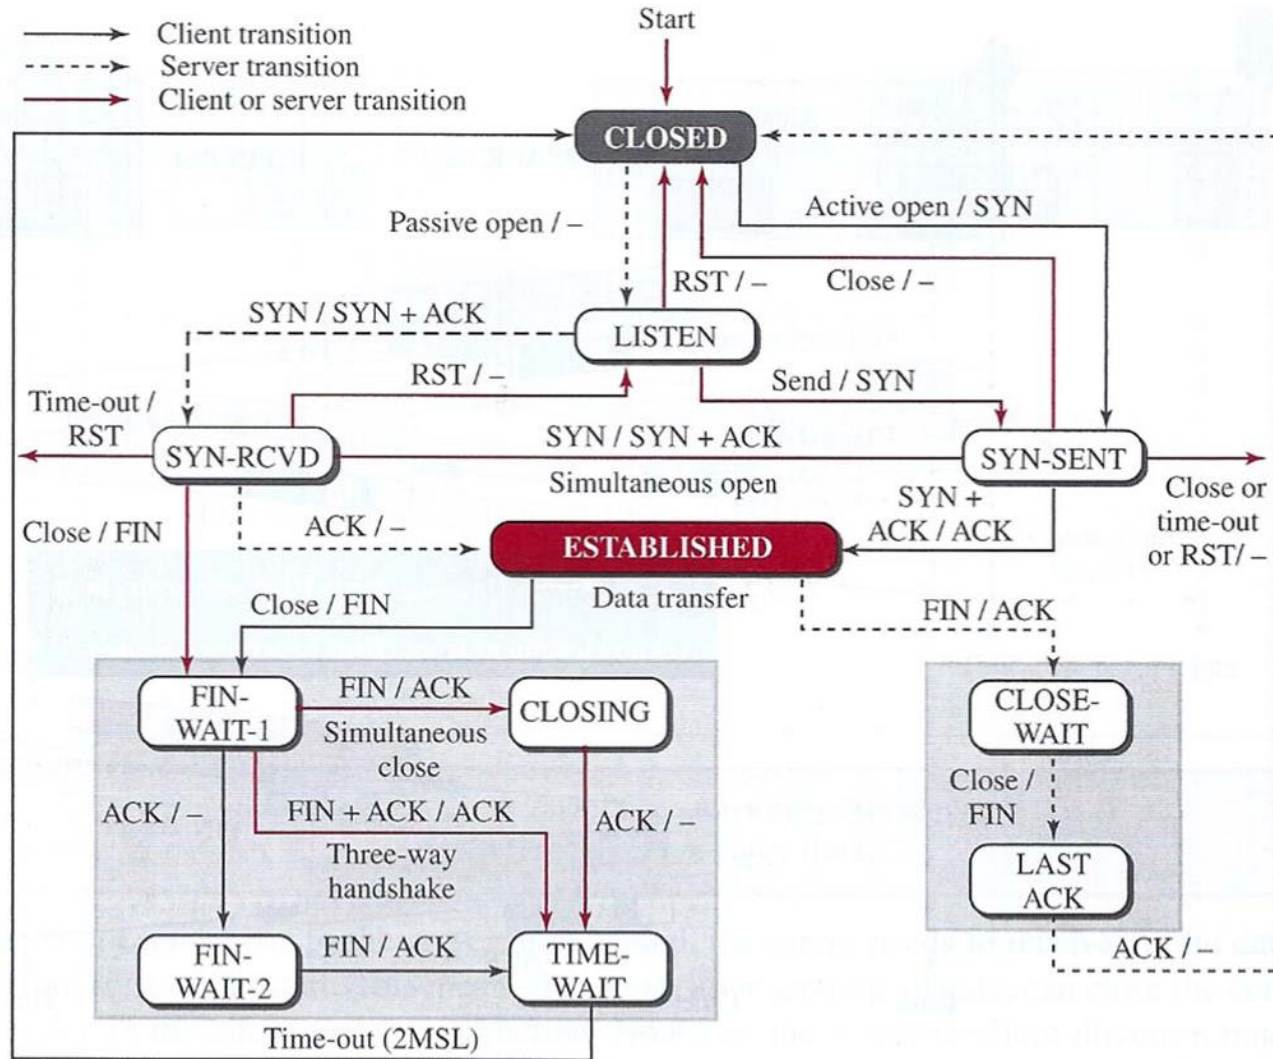 Start
Client transition
Server transition
Client or server transition
CLOSED
Passive open / –
Active open / SYN
RST / –
Close / –
SYN / SYN + ACK
LISTEN
RST / –
Send / SYN
Time-out /
RST
SYN-RCVD
SYN / SYN + ACK
Simultaneous open
SYN-SENT
Close or
time-out
or RST/ –
Close / FIN
ACK / –
SYN +
ACK / ACK
ESTABLISHED
Data transfer
Close / FIN
FIN / ACK
FIN-
WAIT-1
FIN / ACK
Simultaneous
close
CLOSING
CLOSE-
WAIT
ACK / –
FIN + ACK / ACK
Three-way
handshake
ACK / –
Close /
FIN
LAST
ACK
FIN-
WAIT-2
FIN / ACK
TIME-
WAIT
ACK / –
Time-out (2MSL)